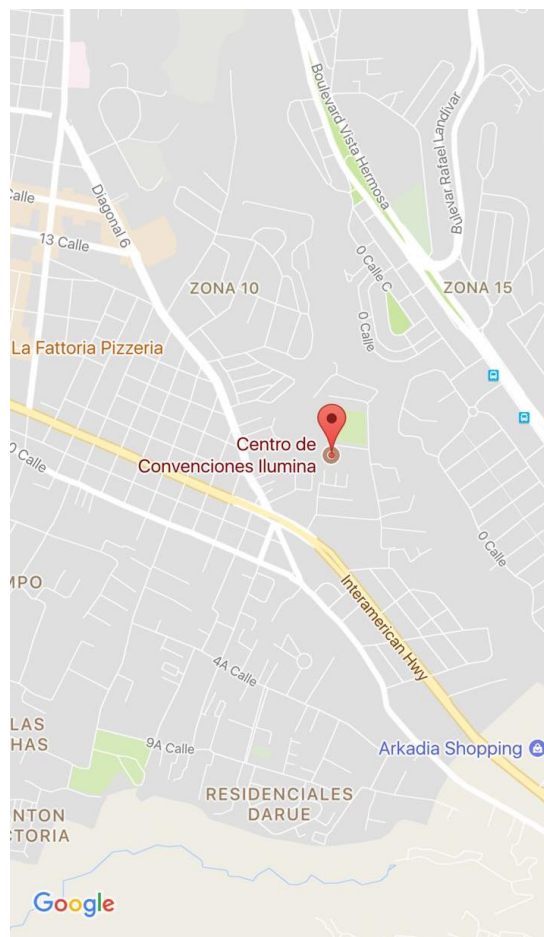 Boulevard Vista Hermosa
Bulevar Rafael Landivar
Calle
Diagonal 6
13 Calle
0 Calle C
ZONA 10
ZONA 15
0 Calle
La Fattoria Pizzeria
Centro de
Convenciones Ilumina
0 Calle
0 Calle
MPO
Interamerican Hwy
4A Calle
LAS
HAS
9A Calle
Arkadia Shopping
RESIDENCIALES
DARUE
NTON
TORIA
Google